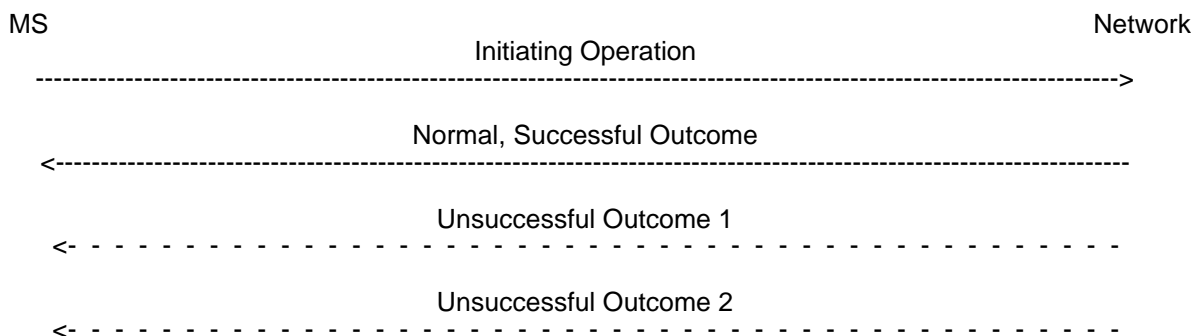 MS Network
Initiating Operation
Normal, Successful Outcome
Unsuccessful Outcome 1
Unsuccessful Outcome 2